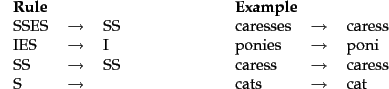 Rule Example
SSES → SS caresses → caress
IES → I ponies → poni
SS → SS caress → caress
S → cats → cat